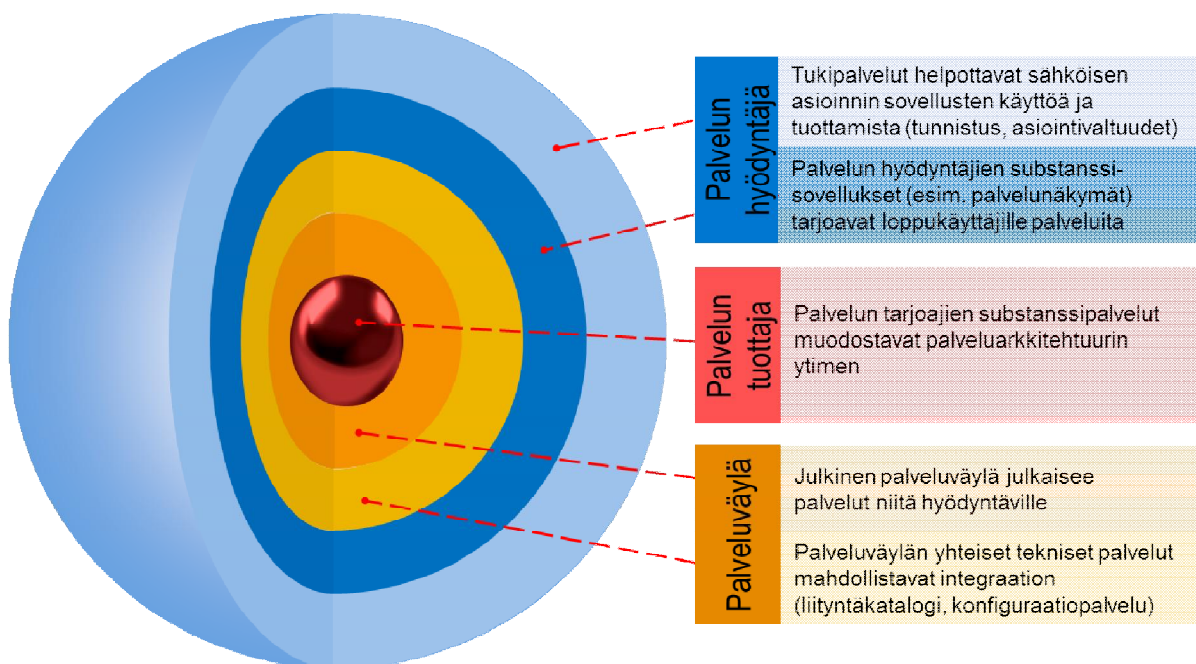 Palvelun
hyödyntäjä
Tukipalvelut helpottavat sähköisen
asioinnin sovellusten käyttöä ja
tuottamista (tunnistus, asiointivaltuudet)
Palvelun hyödyntäjien substanssi-
sovellukset (esim. palvelunäkymät)
tarjoavat loppukäyttäjille palveluita
Palvelun
tuottaja
Palvelun tarjoajien substanssipalvelut
muodostavat palveluarkkitehtuurin
ytimen
Palveluväylä
Julkinen palveluväylä julkaisee
palvelut niitä hyödyntäville
Palveluväylän yhteiset tekniset palvelut
mahdollistavat integraation
(liityntäkatalogi, konfiguraatiopalvelu)